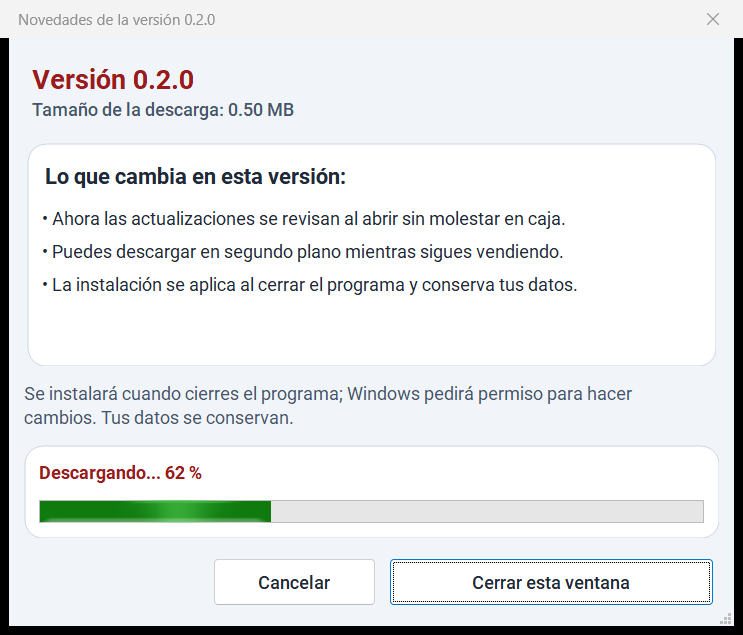 Novedades de la versión 0.2.0
Versión 0.2.0
Tamaño de la descarga: 0.50 MB
Lo que cambia en esta versión:
• Ahora las actualizaciones se revisan al abrir sin molestar en caja.
• Puedes descargar en segundo plano mientras sigues vendiendo.
• La instalación se aplica al cerrar el programa y conserva tus datos.
Se instalará cuando cierres el programa; Windows pedirá permiso para hacer
cambios. Tus datos se conservan.
Descargando... 62 %
Cancelar
Cerrar esta ventana